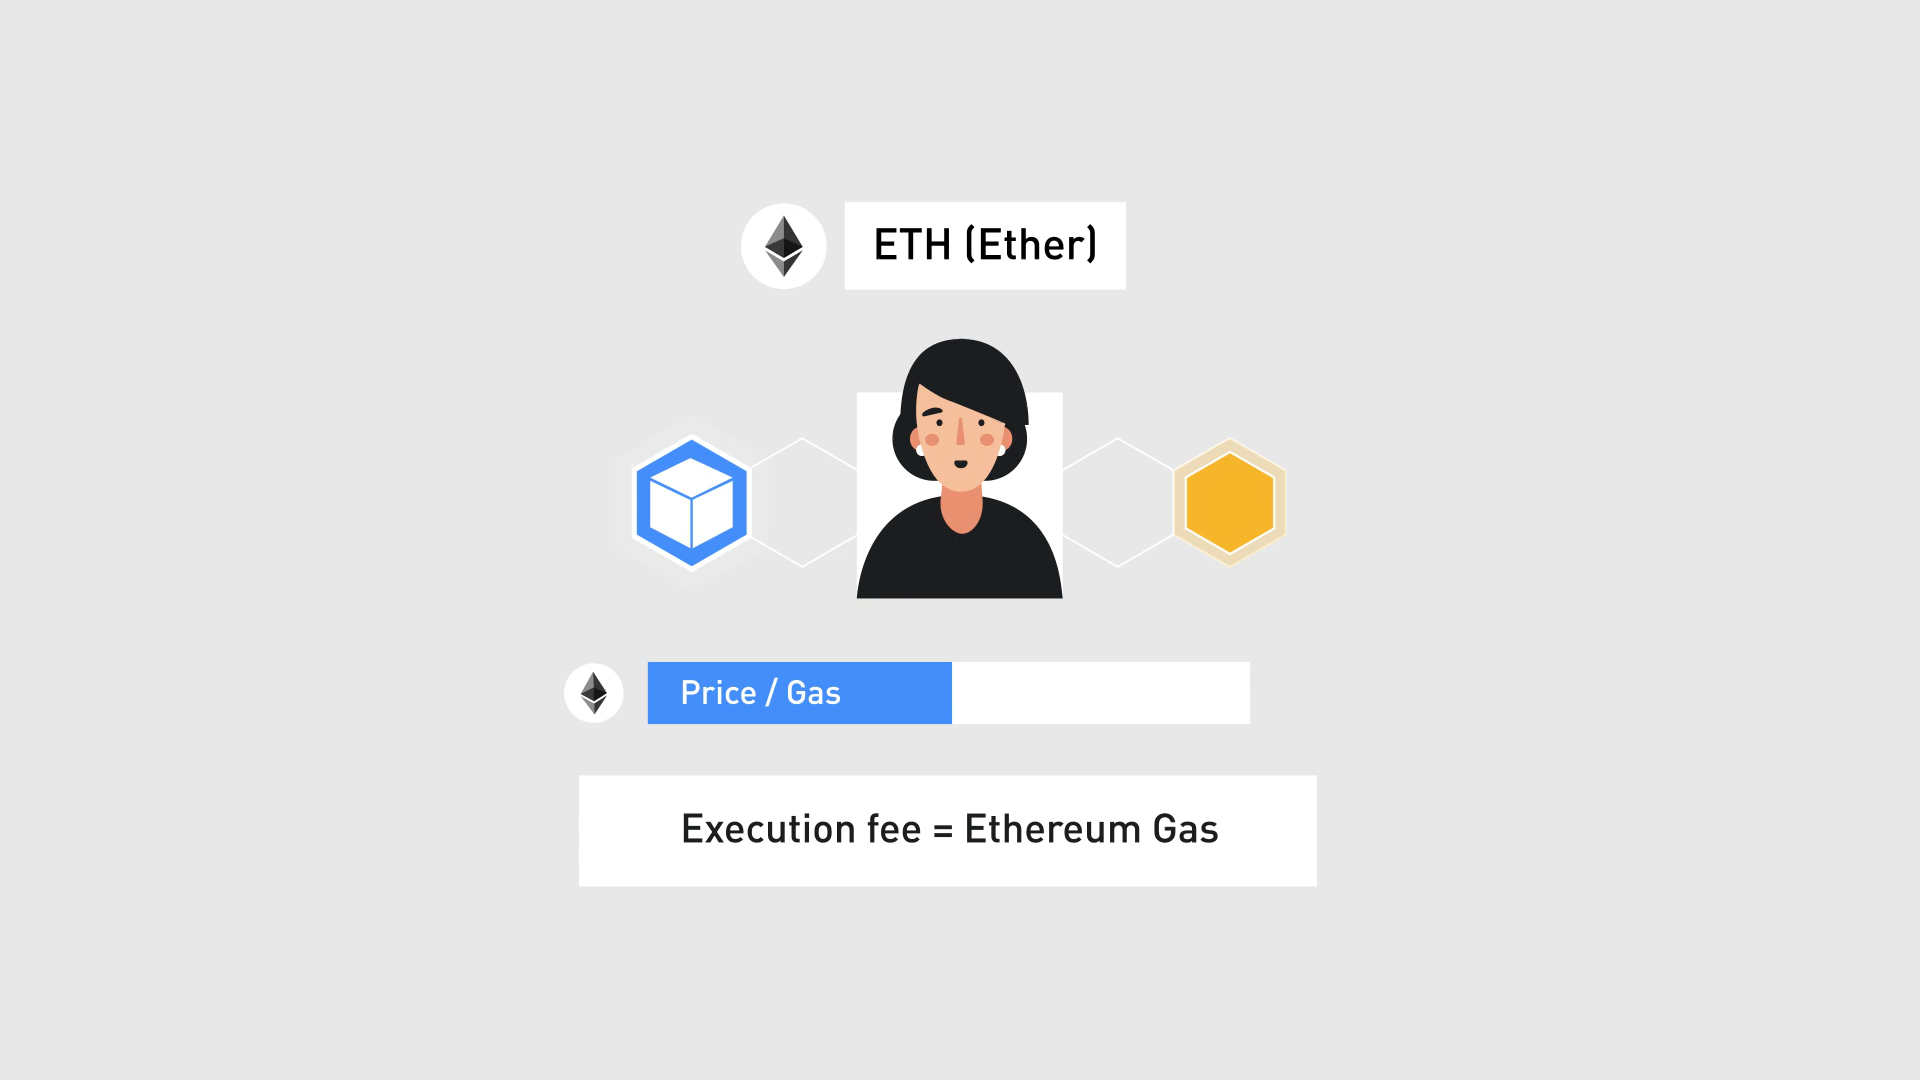 ETH (Ether)
Price / Gas
Execution fee = Ethereum Gas